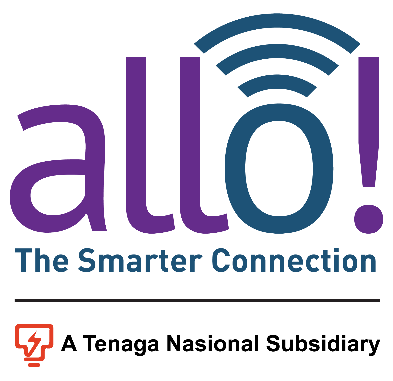 allo!
The Smarter Connection
A Tenaga Nasional Subsidiary